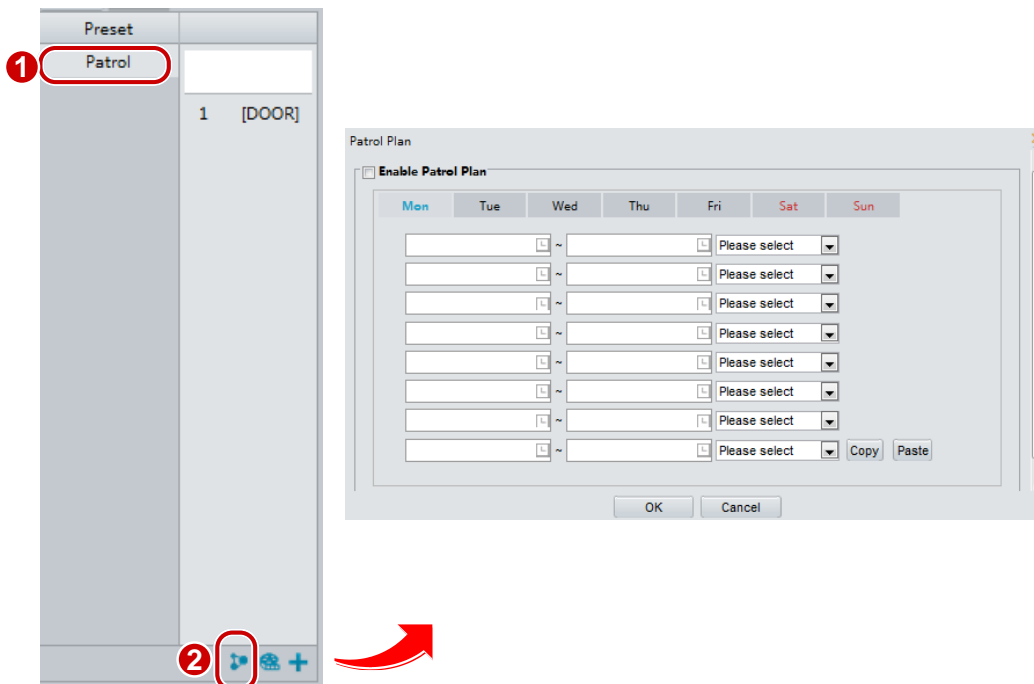 Preset
1
Patrol
1 [DOOR]
2
Patrol Plan
Enable Patrol Plan
Mon Tue Wed Thu Fri Sat Sun
~ Please select
~ Please select
~ Please select
~ Please select
~ Please select
~ Please select
~ Please select
~ Please select Copy Paste
OK Cancel